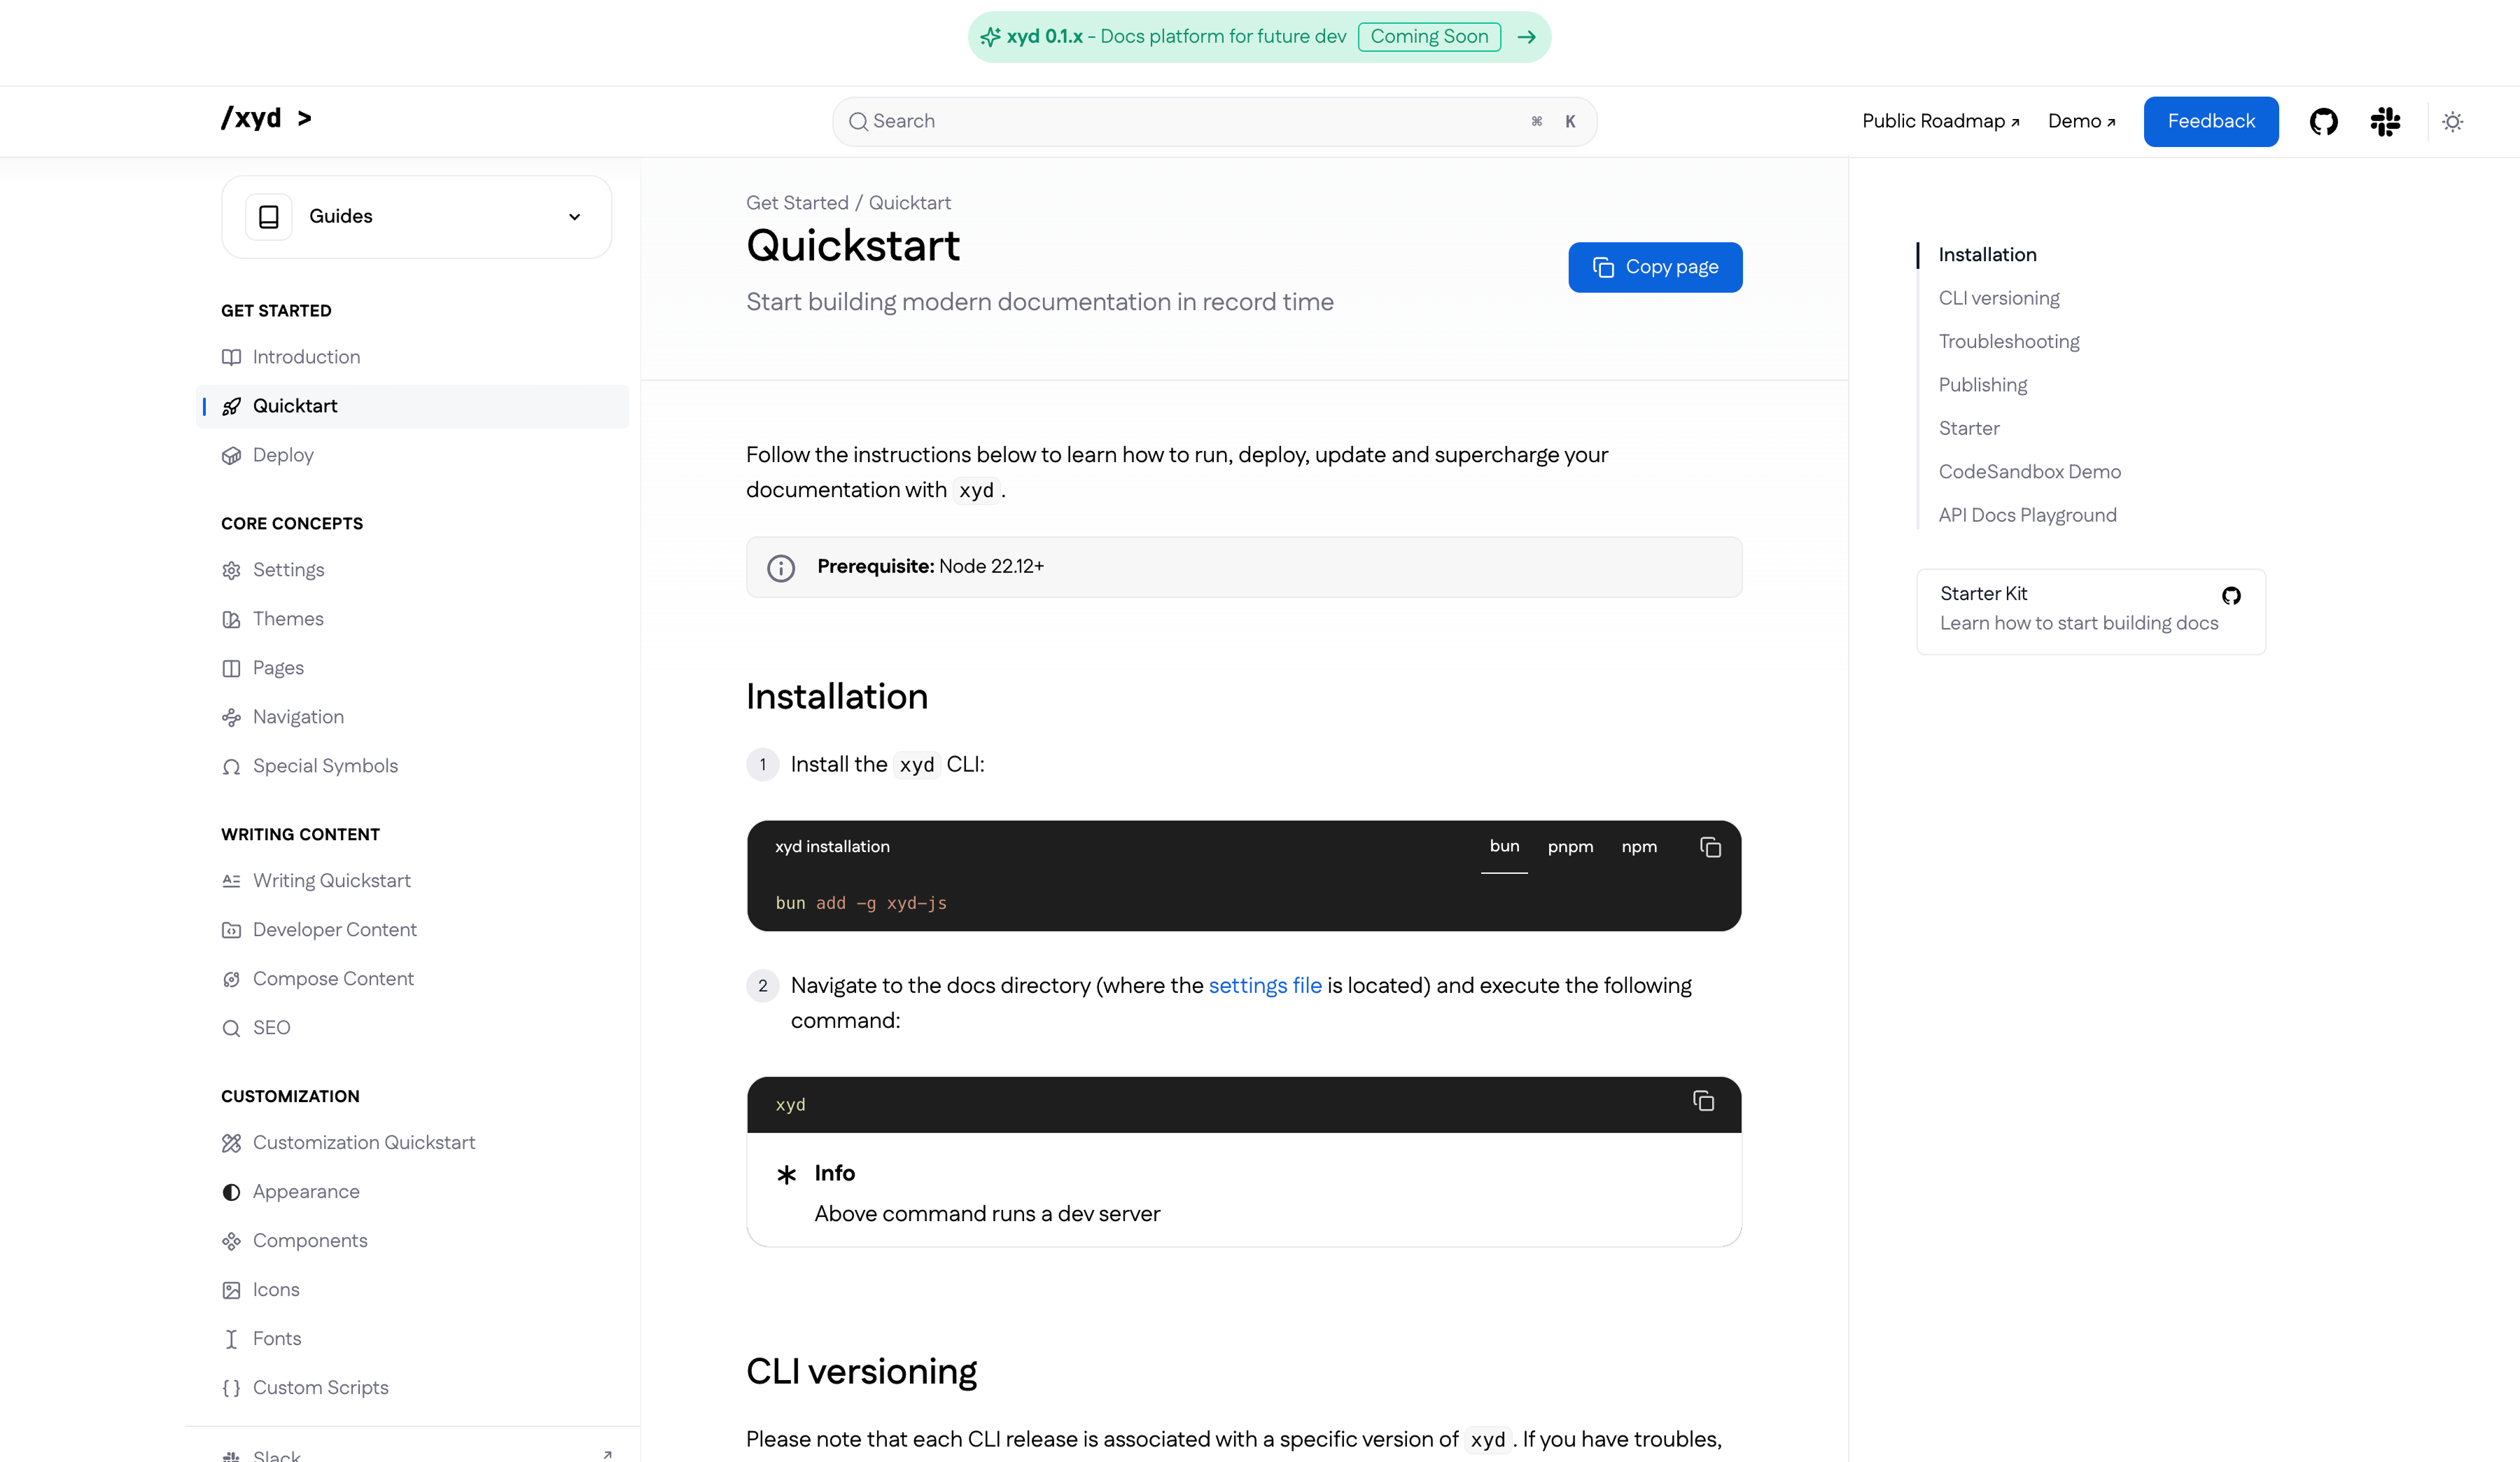 xyd 0.1.x - Docs platform for future dev Coming Soon →
/xyd >
Search ⌘ K
Public Roadmap ↗ Demo ↗ Feedback
Guides
GET STARTED
Introduction
Quicktart
Deploy
CORE CONCEPTS
Settings
Themes
Pages
Navigation
Special Symbols
WRITING CONTENT
Writing Quickstart
Developer Content
Compose Content
SEO
CUSTOMIZATION
Customization Quickstart
Appearance
Components
Icons
Fonts
Custom Scripts
Slack ↗
Get Started / Quicktart
Quickstart
Copy page
Start building modern documentation in record time
Follow the instructions below to learn how to run, deploy, update and supercharge your
documentation with xyd.
Prerequisite: Node 22.12+
Installation
1 Install the xyd CLI:
xyd installation bun pnpm npm
bun add -g xyd-js
2 Navigate to the docs directory (where the settings file is located) and execute the following
command:
xyd
Info
Above command runs a dev server
CLI versioning
Please note that each CLI release is associated with a specific version of xyd. If you have troubles,
Installation
CLI versioning
Troubleshooting
Publishing
Starter
CodeSandbox Demo
API Docs Playground
Starter Kit
Learn how to start building docs